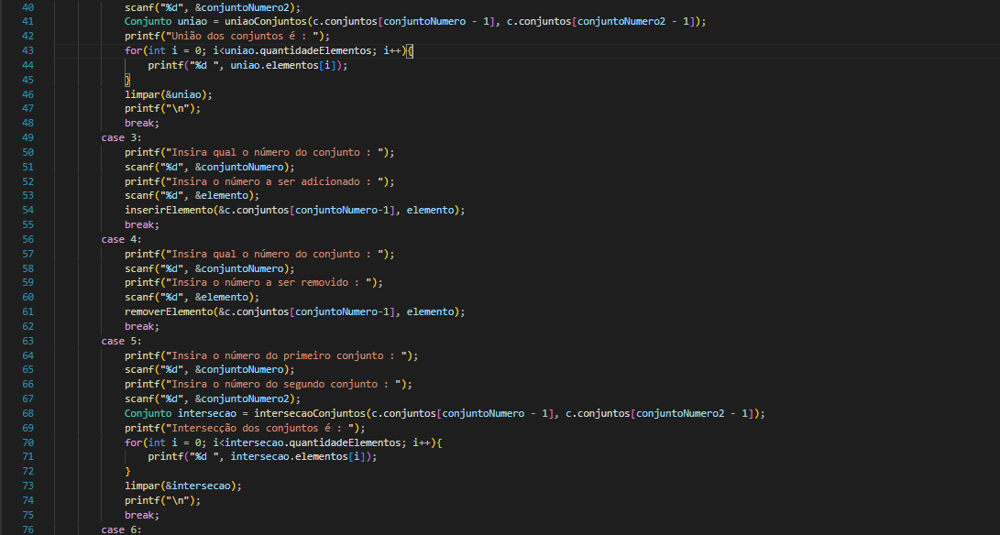 40 scanf("%d", &conjuntoNumero2);
41 Conjunto uniao = uniaoConjuntos(c.conjuntos[conjuntoNumero - 1], c.conjuntos[conjuntoNumero2 - 1]);
42 printf("União dos conjuntos é : ");
43 for(int i = 0; i<uniao.quantidadeElementos; i++){
44 printf("%d ", uniao.elementos[i]);
45 }
46 limpar(&uniao);
47 printf("\n");
48 break;
49 case 3:
50 printf("Insira qual o número do conjunto : ");
51 scanf("%d", &conjuntoNumero);
52 printf("Insira o número a ser adicionado : ");
53 scanf("%d", &elemento);
54 inserirElemento(&c.conjuntos[conjuntoNumero-1], elemento);
55 break;
56 case 4:
57 printf("Insira qual o número do conjunto : ");
58 scanf("%d", &conjuntoNumero);
59 printf("Insira o número a ser removido : ");
60 scanf("%d", &elemento);
61 removerElemento(&c.conjuntos[conjuntoNumero-1], elemento);
62 break;
63 case 5:
64 printf("Insira o número do primeiro conjunto : ");
65 scanf("%d", &conjuntoNumero);
66 printf("Insira o número do segundo conjunto : ");
67 scanf("%d", &conjuntoNumero2);
68 Conjunto intersecao = intersecaoConjuntos(c.conjuntos[conjuntoNumero - 1], c.conjuntos[conjuntoNumero2 - 1]);
69 printf("Intersecção dos conjuntos é : ");
70 for(int i = 0; i<intersecao.quantidadeElementos; i++){
71 printf("%d ", intersecao.elementos[i]);
72 }
73 limpar(&intersecao);
74 printf("\n");
75 break;
76 case 6: